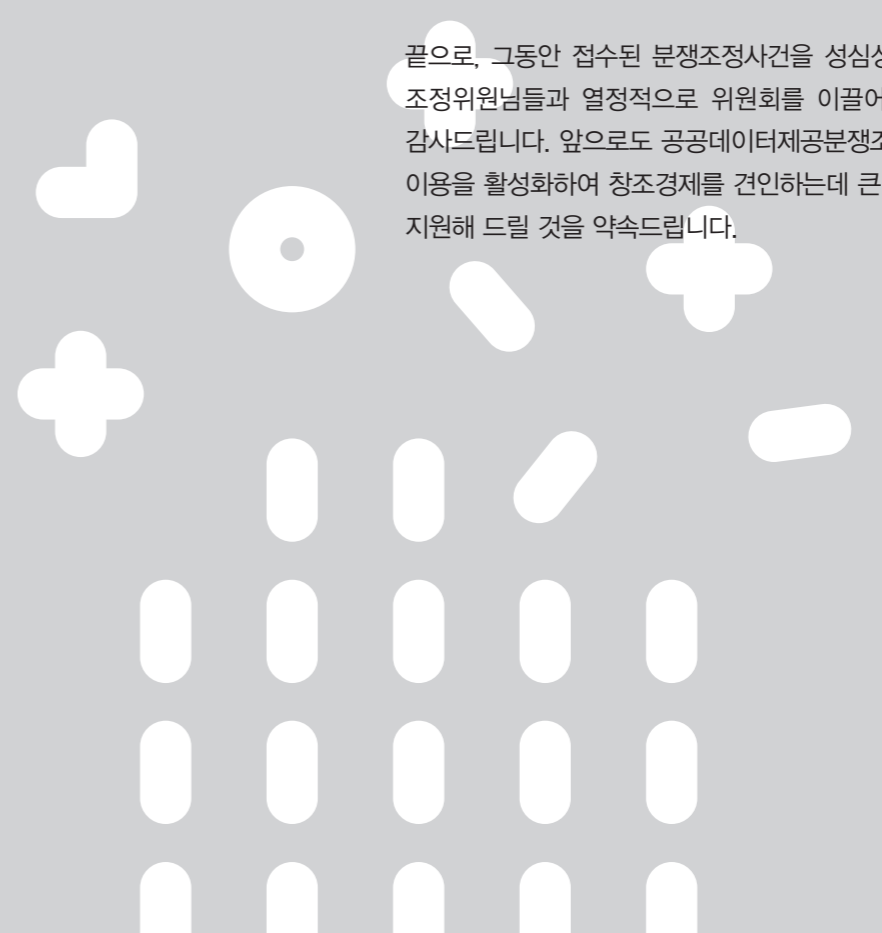 끝으로, 그동안 접수된 분쟁조정사건을 성심
조정위원님들과 열정적으로 위원회를 이끌어
감사드립니다. 앞으로도 공공데이터제공분쟁조
이용을 활성화하여 창조경제를 견인하는데 큰
지원해 드릴 것을 약속드립니다.